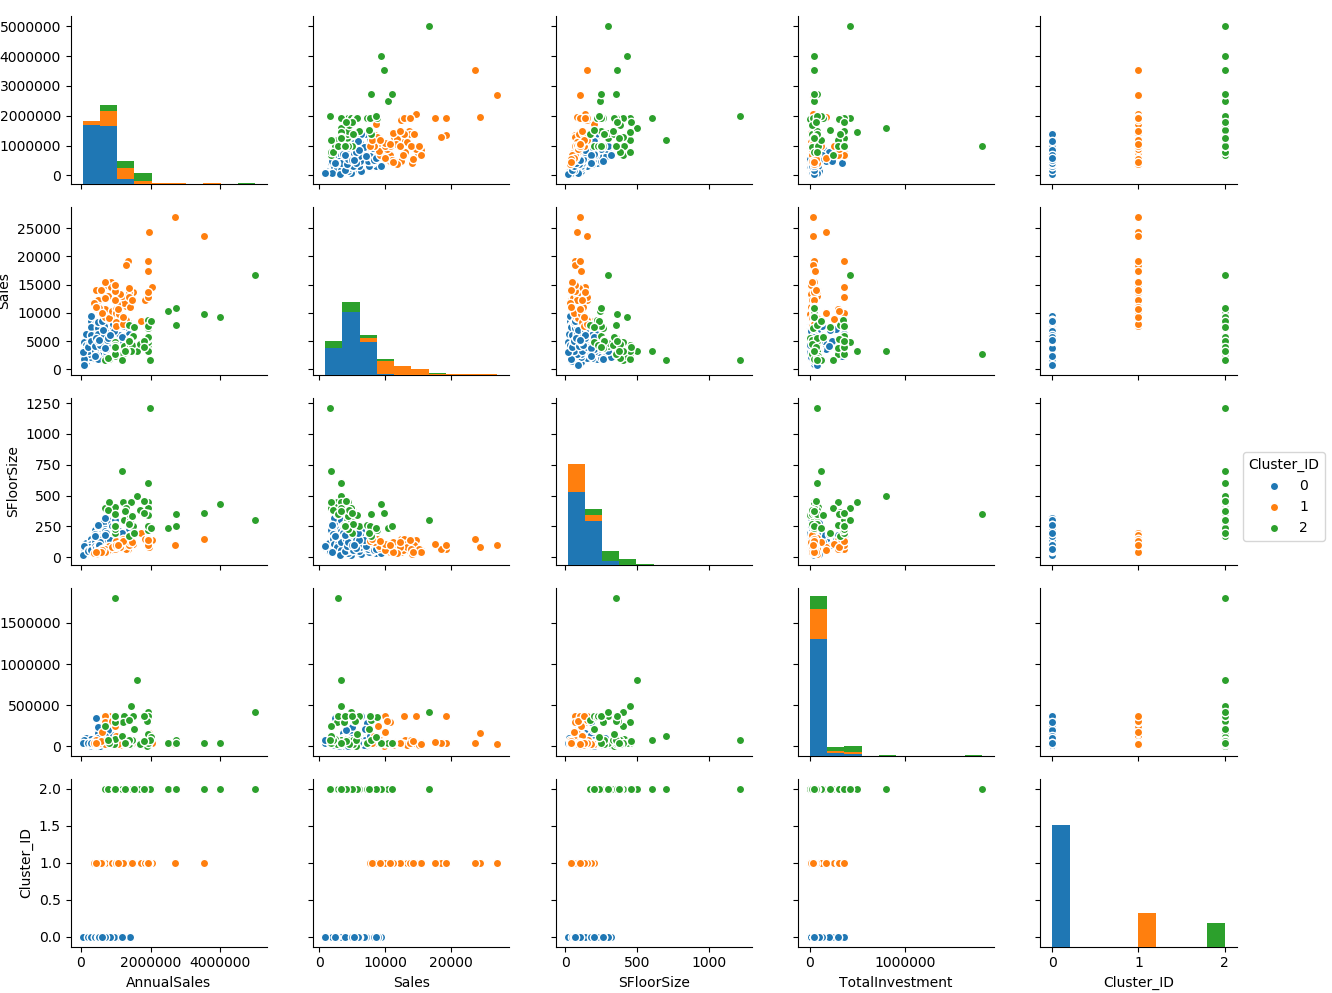 5000000
4000000
3000000
2000000
1000000
0
25000
20000
15000
10000
5000
0
Sales
1250
1000
750
500
250
0
SFloorSize
Cluster_ID
0
1
2
1500000
1000000
500000
0
2.0
1.5
1.0
0.5
0.0
Cluster_ID
0 2000000 4000000
0 10000 20000
0 500 1000
0 1000000
0 1 2
AnnualSales
Sales
SFloorSize
TotalInvestment
Cluster_ID